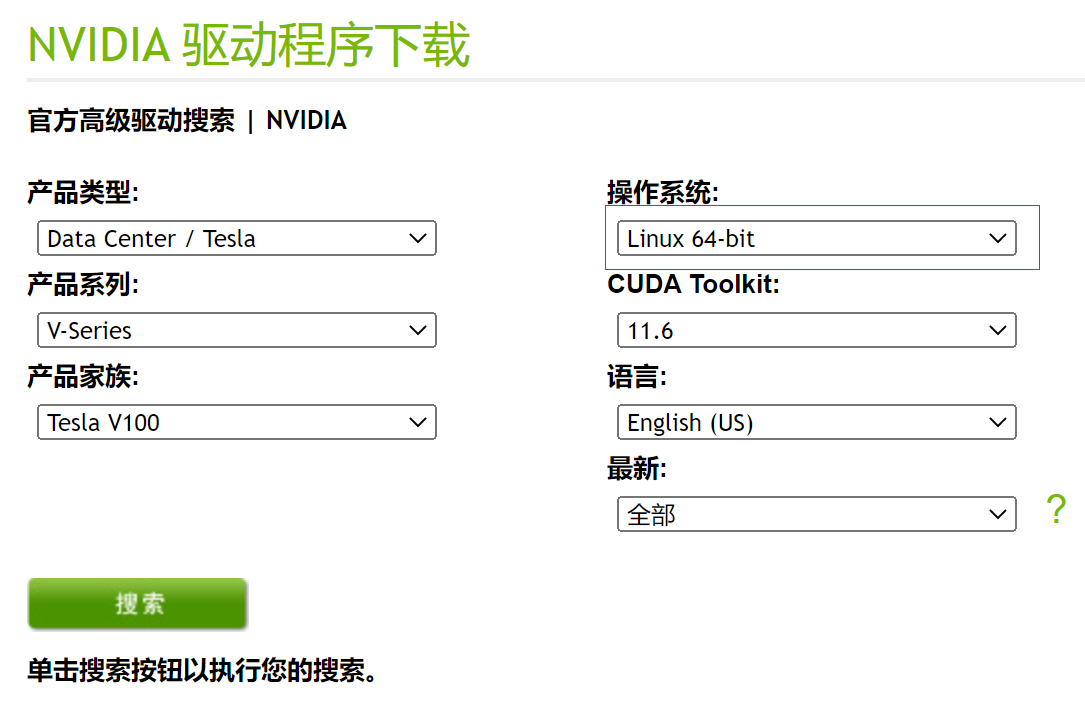 NVIDIA 驱动程序下载
官方高级驱动搜索 | NVIDIA
产品类型:
Data Center / Tesla
产品系列:
V-Series
产品家族:
Tesla V100
操作系统:
Linux 64-bit
CUDA Toolkit:
11.6
语言:
English (US)
最新:
全部
?
搜索
单击搜索按钮以执行您的搜索。